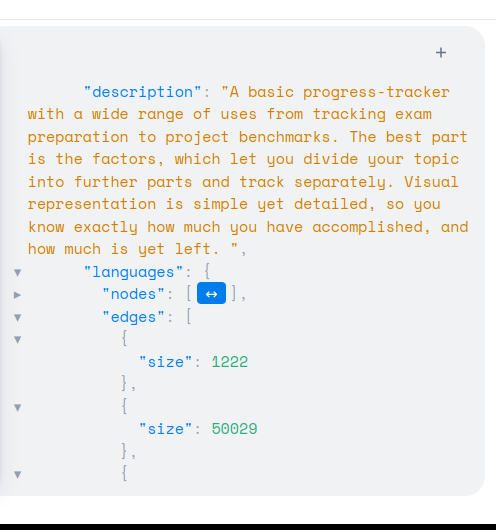 +
"description": "A basic progress-tracker
with a wide range of uses from tracking exam
preparation to project benchmarks. The best part
is the factors, which let you divide your topic
into further parts and track separately. Visual
representation is simple yet detailed, so you
know exactly how much you have accomplished, and
how much is yet left. ",
"languages": {
"nodes": [↔],
"edges": [
{
"size": 1222
},
{
"size": 50029
},
{